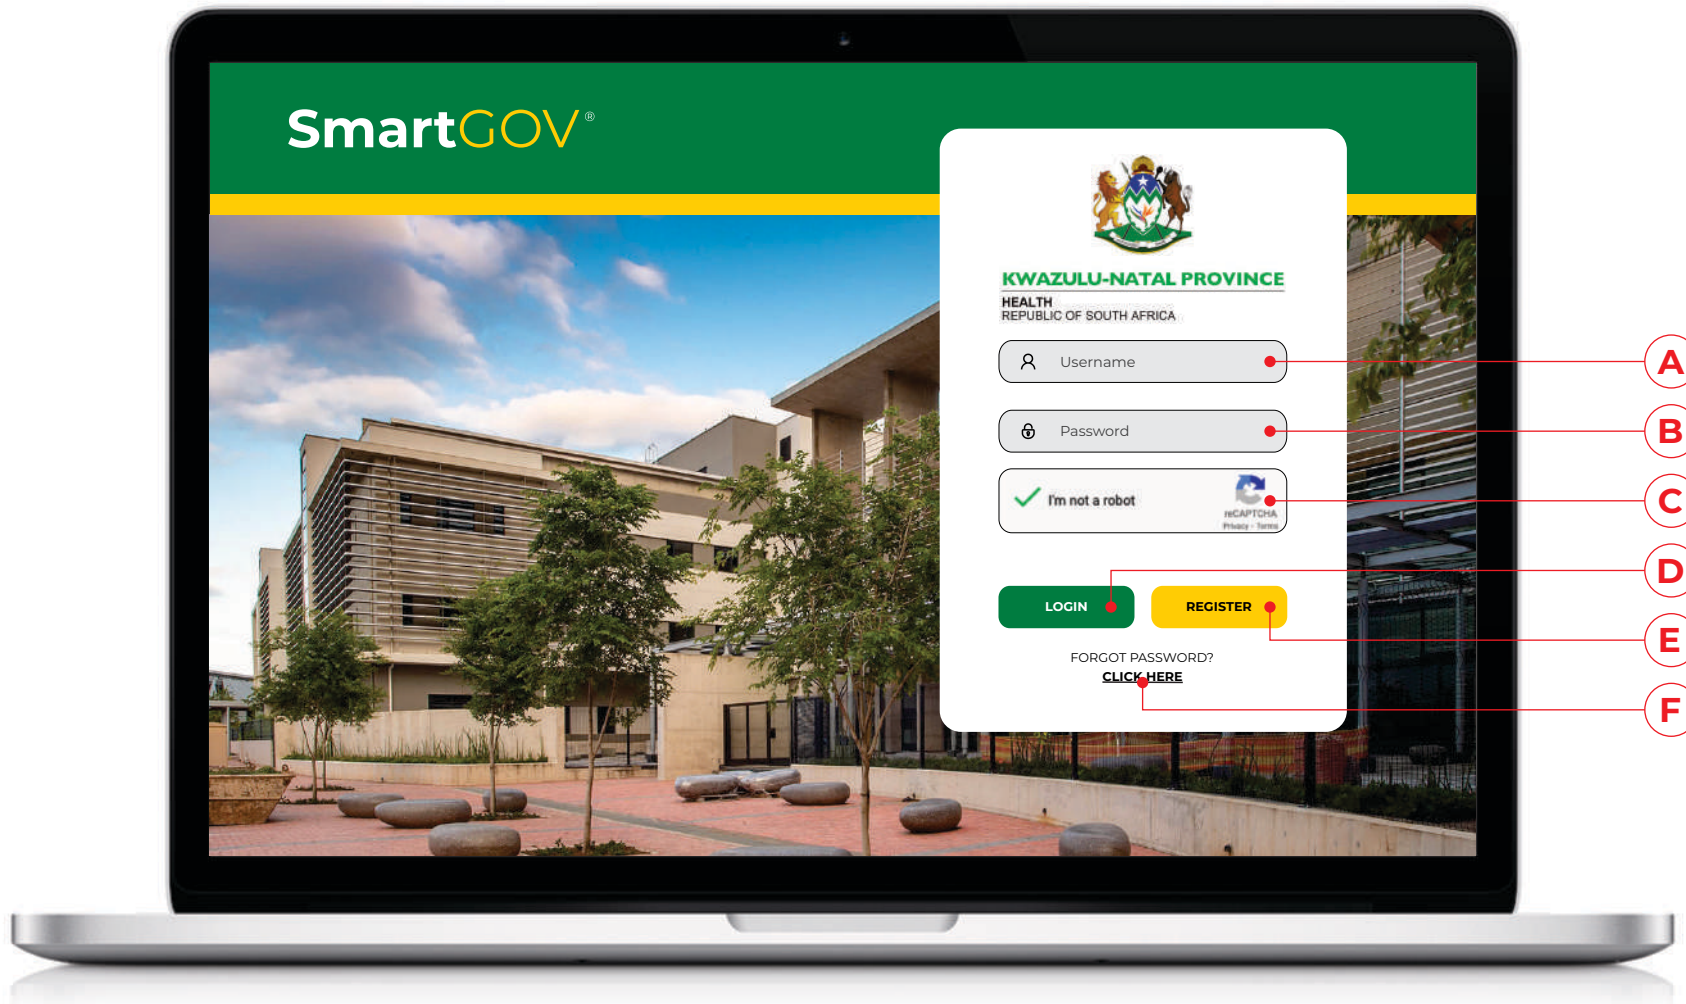 SmartGOV®
KWAZULU-NATAL PROVINCE
HEALTH
REPUBLIC OF SOUTH AFRICA
Username
A
Password
B
I'm not a robot
reCAPTCHA
Privacy - Terms
C
D
LOGIN
REGISTER
E
FORGOT PASSWORD?
CLICK HERE
F